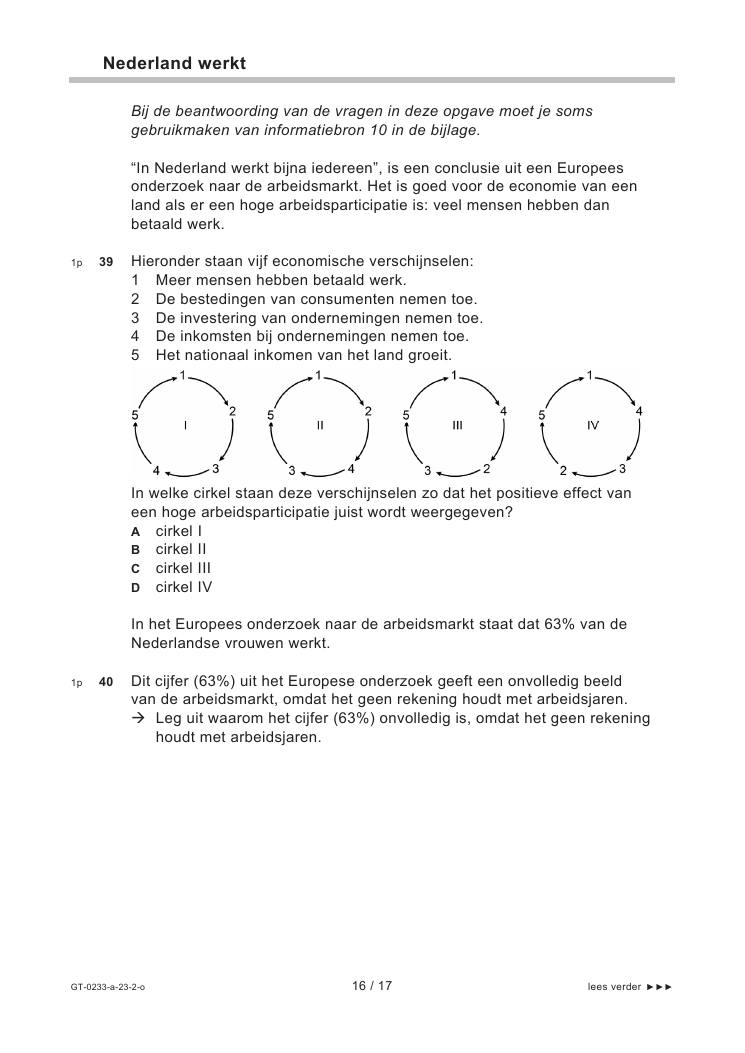 Nederland werkt
Bij de beantwoording van de vragen in deze opgave moet je soms
gebruikmaken van informatiebron 10 in de bijlage.
“In Nederland werkt bijna iedereen”, is een conclusie uit een Europees
onderzoek naar de arbeidsmarkt. Het is goed voor de economie van een
land als er een hoge arbeidsparticipatie is: veel mensen hebben dan
betaald werk.
1p 39 Hieronder staan vijf economische verschijnselen:
1 Meer mensen hebben betaald werk.
2 De bestedingen van consumenten nemen toe.
3 De investering van ondernemingen nemen toe.
4 De inkomsten bij ondernemingen nemen toe.
5 Het nationaal inkomen van het land groeit.
1 1 1 1
5 2 5 2 5 4 5 4
I II III IV
4 3 3 4 3 2 2 3
In welke cirkel staan deze verschijnselen zo dat het positieve effect van
een hoge arbeidsparticipatie juist wordt weergegeven?
A cirkel I
B cirkel II
C cirkel III
D cirkel IV
In het Europees onderzoek naar de arbeidsmarkt staat dat 63% van de
Nederlandse vrouwen werkt.
1p 40 Dit cijfer (63%) uit het Europese onderzoek geeft een onvolledig beeld
van de arbeidsmarkt, omdat het geen rekening houdt met arbeidsjaren.
→ Leg uit waarom het cijfer (63%) onvolledig is, omdat het geen rekening
houdt met arbeidsjaren.
GT-0233-a-23-2-o 16 / 17 lees verder ►►►